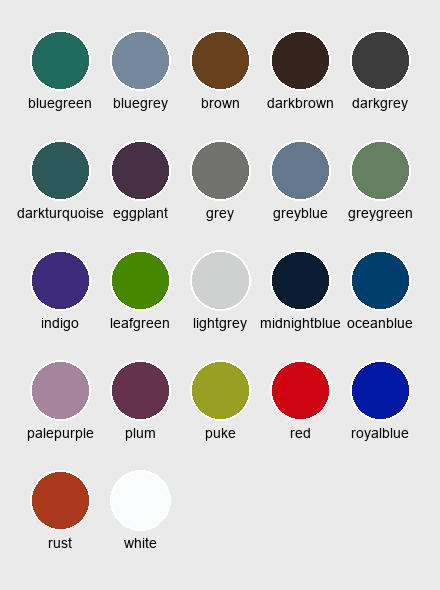 bluegreen bluegrey brown darkbrown darkgrey
darkturquoise eggplant grey greyblue greygreen
indigo leafgreen lightgrey midnightblue oceanblue
palepurple plum puke red royalblue
rust white